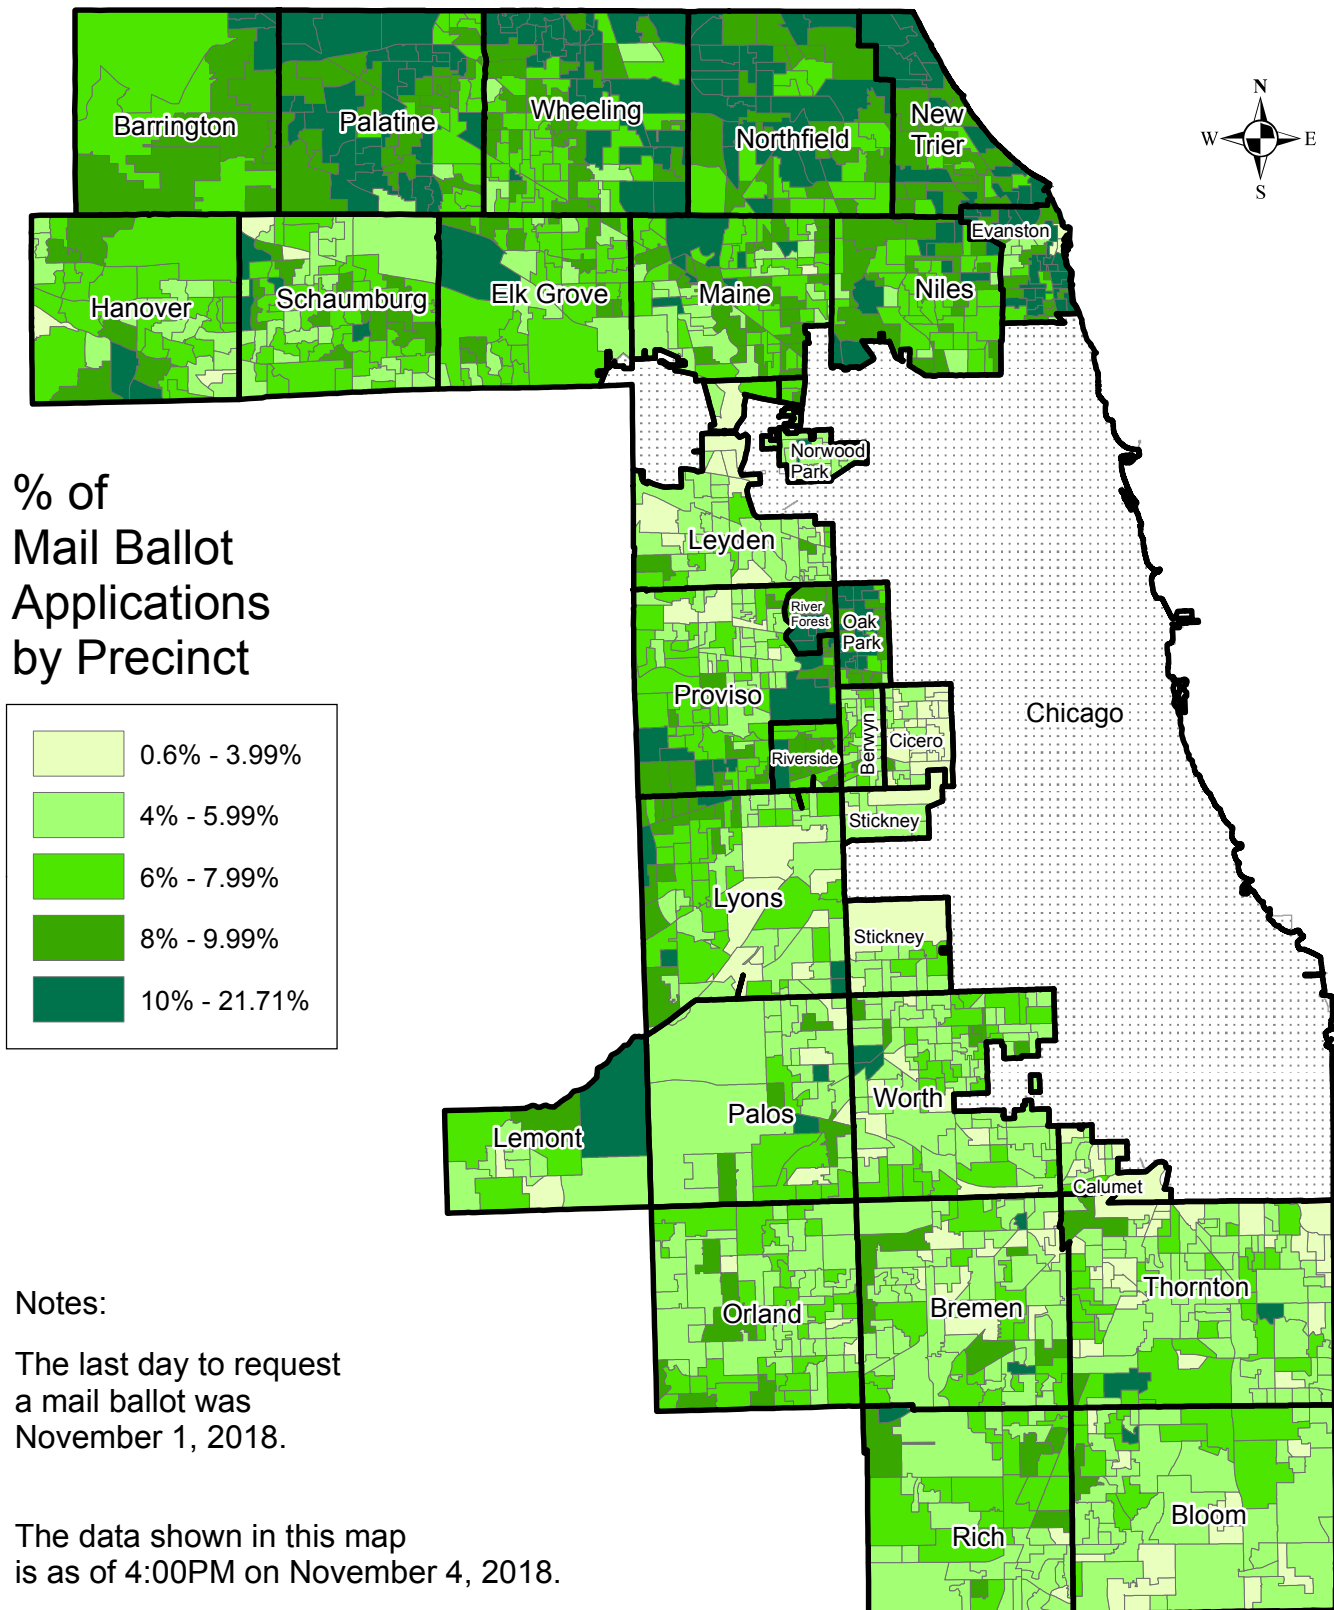 N
W
E
S
Barrington
Palatine
Wheeling
Northfield
New
Trier
Evanston
Hanover
Schaumburg
Elk Grove
Maine
Niles
Norwood
Park
Leyden
River
Forest
Oak
Park
Proviso
Berwyn
Cicero
Riverside
Chicago
Stickney
Lyons
Stickney
Worth
Palos
Lemont
Calumet
Orland
Bremen
Thornton
Rich
Bloom
% of
Mail Ballot
Applications
by Precinct
0.6% - 3.99%
4% - 5.99%
6% - 7.99%
8% - 9.99%
10% - 21.71%
Notes:
The last day to request
a mail ballot was
November 1, 2018.
The data shown in this map
is as of 4:00PM on November 4, 2018.